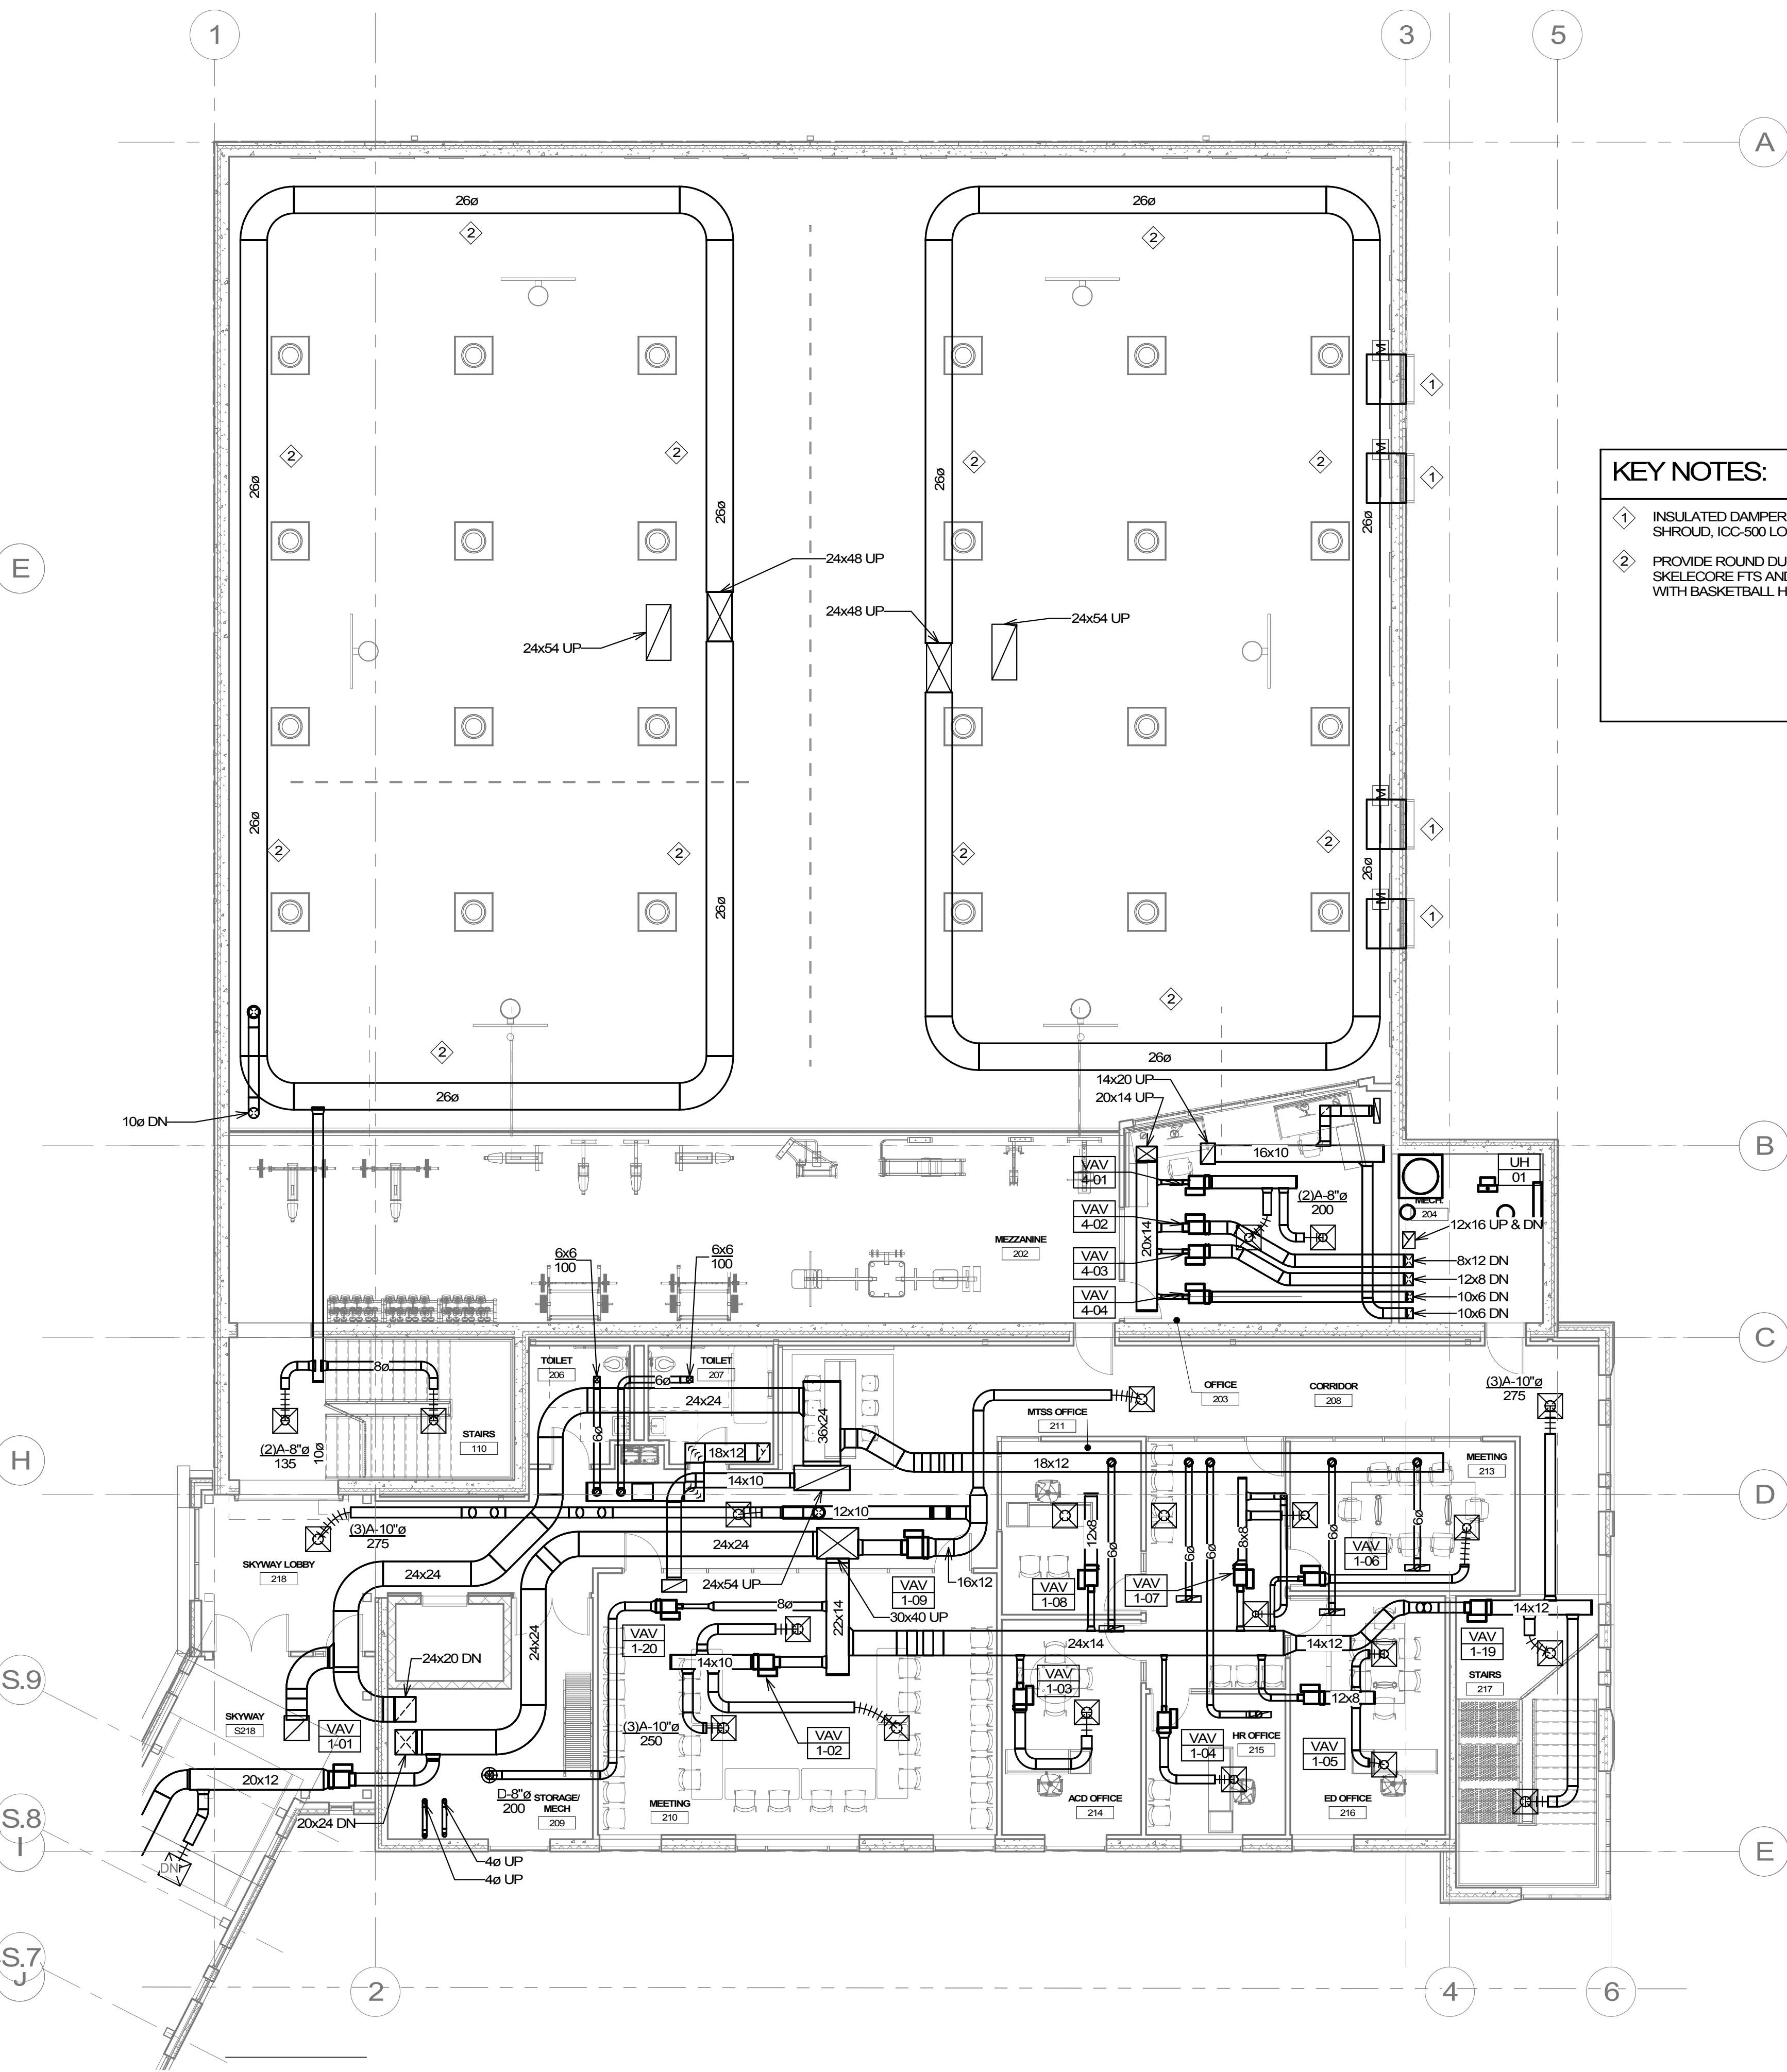 1
3
5
A
26ø
26ø
2
2
1
KEY NOTES:
2
2
2
2
1
26ø
26ø
26ø
26ø
1 INSULATED DAMPER
SHROUD, ICC-500 LO
E
24x48 UP
2 PROVIDE ROUND DU
SKELECORE FTS AND
WITH BASKETBALL H
24x48 UP
24x54 UP
24x54 UP
M
M
M
M
26ø
26ø
26ø
1
2
2
2
2
1
2
2
26ø
26ø
14x20 UP
20x14 UP
10ø DN
B
16x10
VAV
4-01
UH
01
(2)A-8"ø
200
MECH.
204
VAV
4-02
12x16 UP & DN
20x14
MEZZANINE
202
6x6
100
6x6
100
VAV
4-03
8x12 DN
12x8 DN
VAV
4-04
10x6 DN
10x6 DN
C
TOILET
206
TOILET
207
8ø
6ø
OFFICE
203
CORRIDOR
208
(3)A-10"ø
275
24x24
36x24
MTSS OFFICE
211
STAIRS
110
6ø
(2)A-8"ø
135
10ø
H
18x12
18x12
MEETING
213
14x10
D
(3)A-10"ø
275
12x10
12x8
6ø
6ø
6ø
8x8
6ø
6ø
24x24
SKYWAY LOBBY
218
24x24
VAV
1-06
24x54 UP
VAV
1-09
16x12
VAV
1-08
VAV
1-07
30x40 UP
8ø
22x14
14x12
VAV
1-20
24x24
24x14
14x12
VAV
1-19
24x20 DN
14x10
S.9
VAV
1-03
STAIRS
217
12x8
SKYWAY
S218
VAV
1-01
(3)A-10"ø
250
VAV
1-02
VAV
1-04
HR OFFICE
215
VAV
1-05
20x12
D-8"ø
200
STORAGE/
MECH
209
MEETING
210
ACD OFFICE
214
ED OFFICE
216
S.8
20x24 DN
I
E
DN
4ø UP
4ø UP
S.7
J
2
4
6